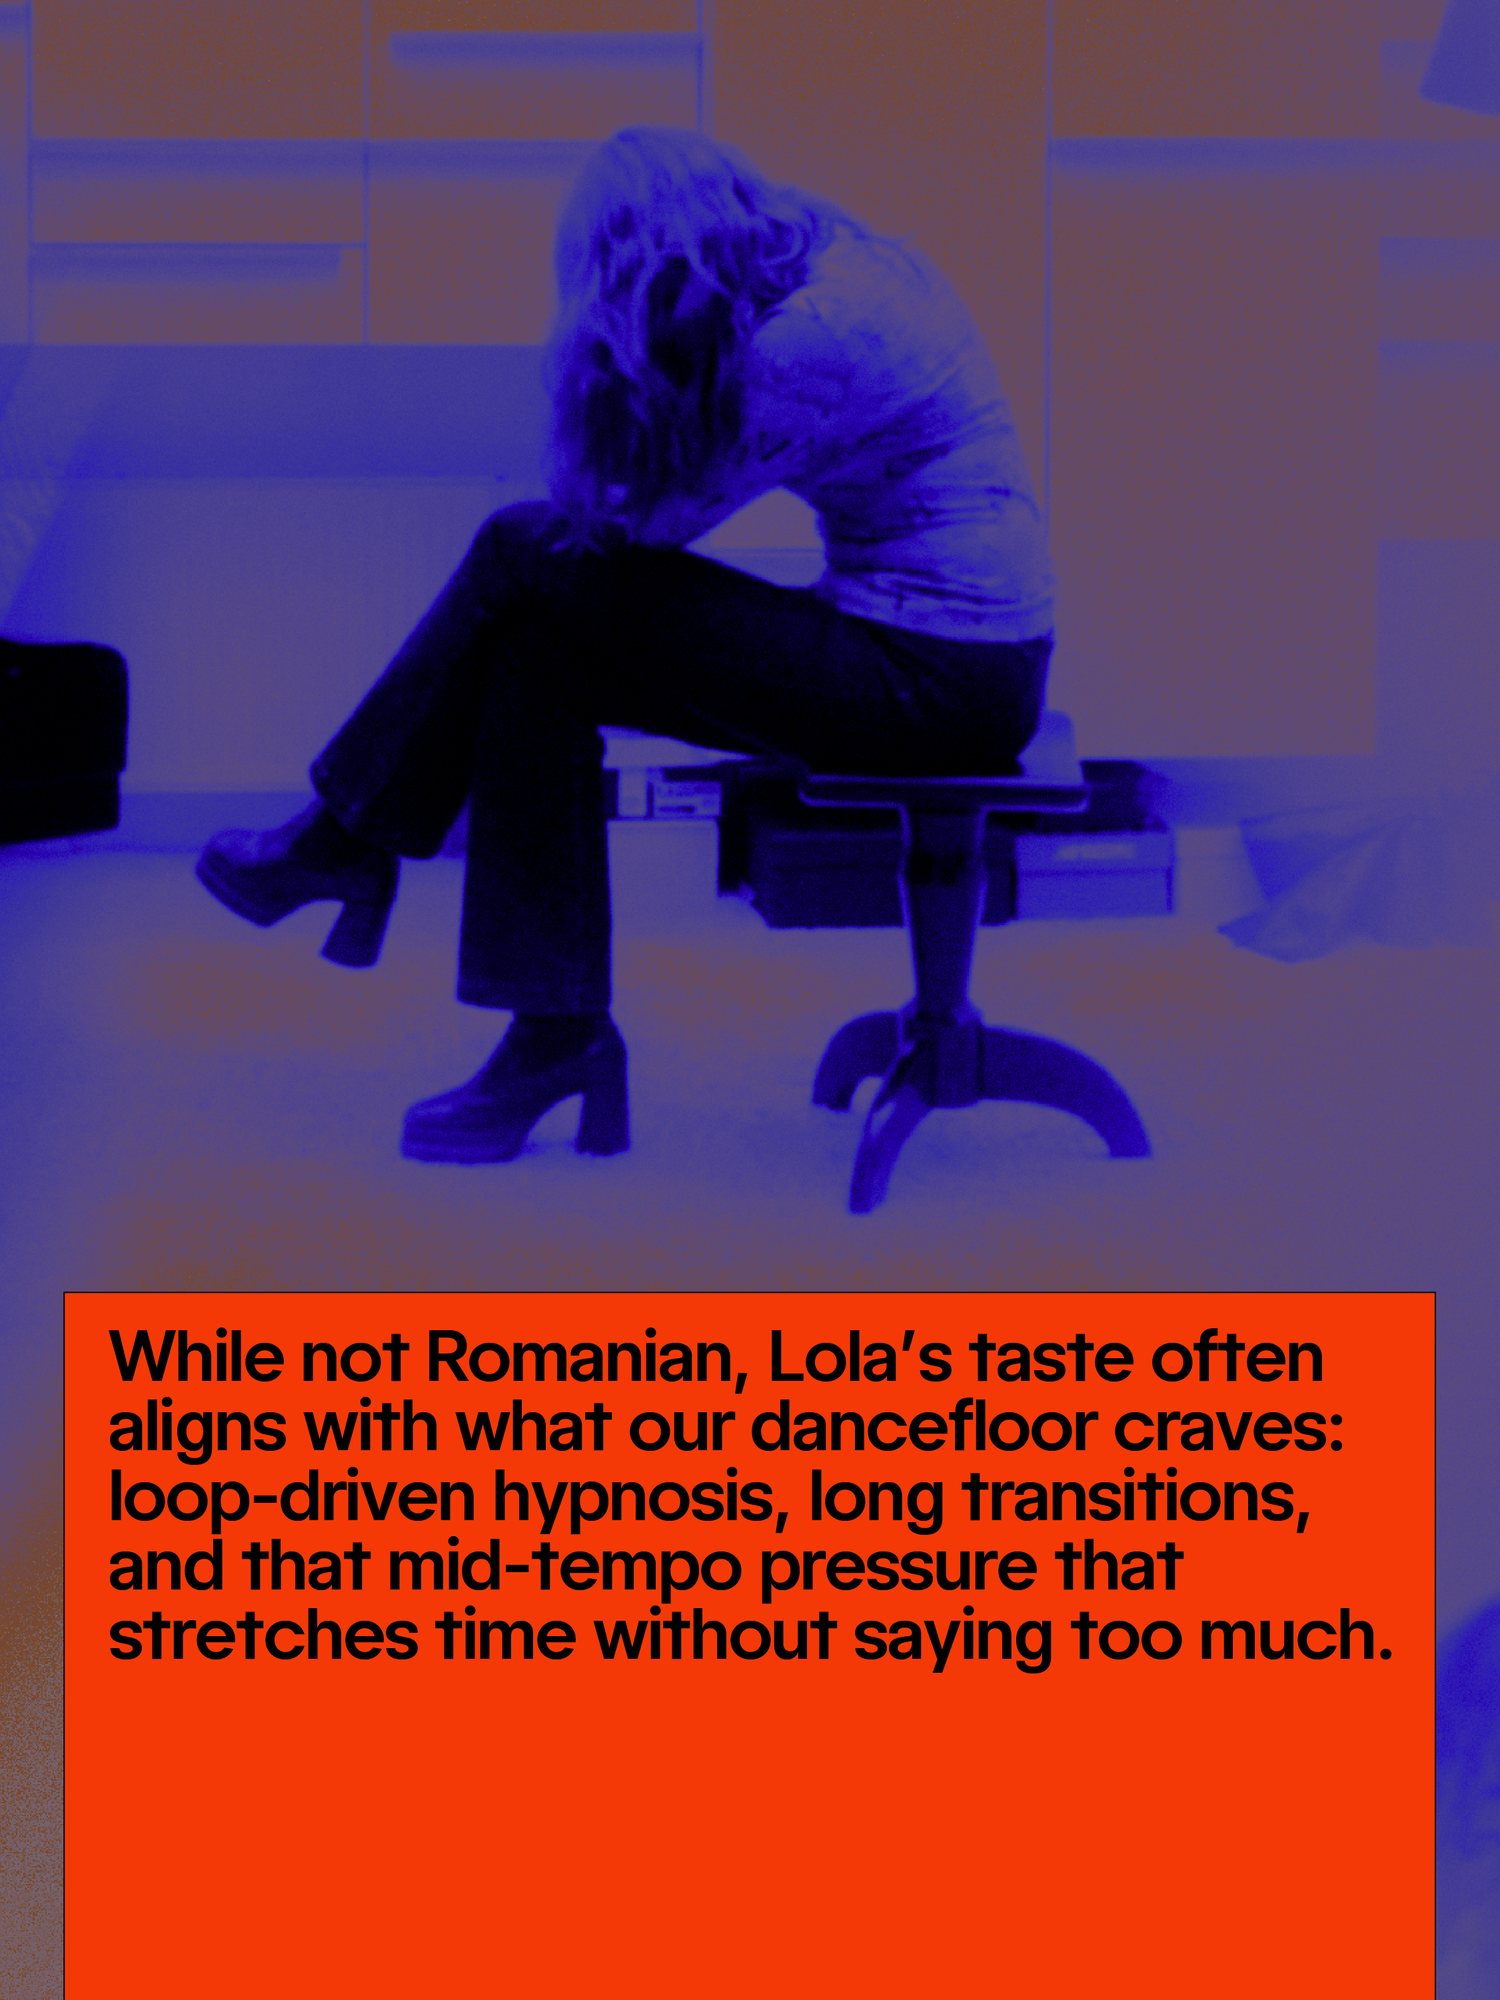 While not Romanian, Lola’s taste often
aligns with what our dancefloor craves:
loop-driven hypnosis, long transitions,
and that mid-tempo pressure that
stretches time without saying too much.